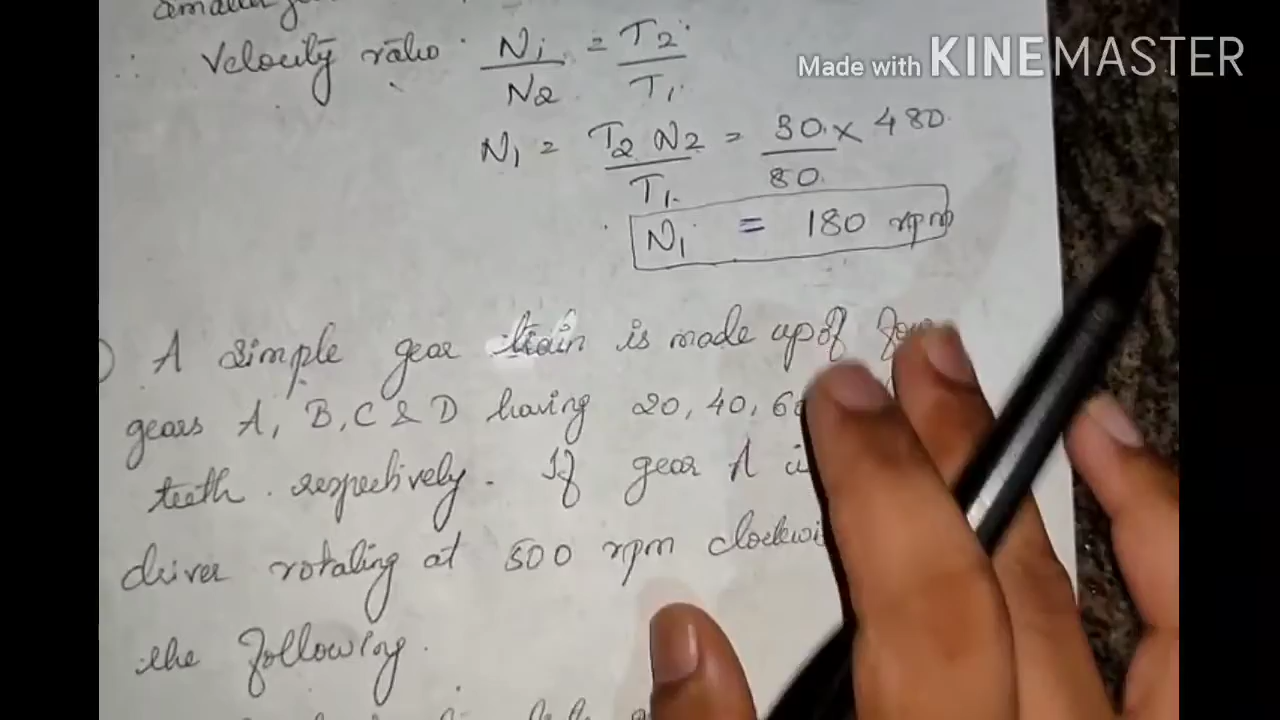 ∴ Velocity ratio N1/N2 = T2/T1
Made with KINEMASTER
N1 = T2 N2/T1 = 30 × 480/80
N1 = 180 rpm
A simple gear train is made up of
gears A, B, C & D having 20, 40,
teeth respectively. If gear A
driver rotating at 500 rpm
the following.